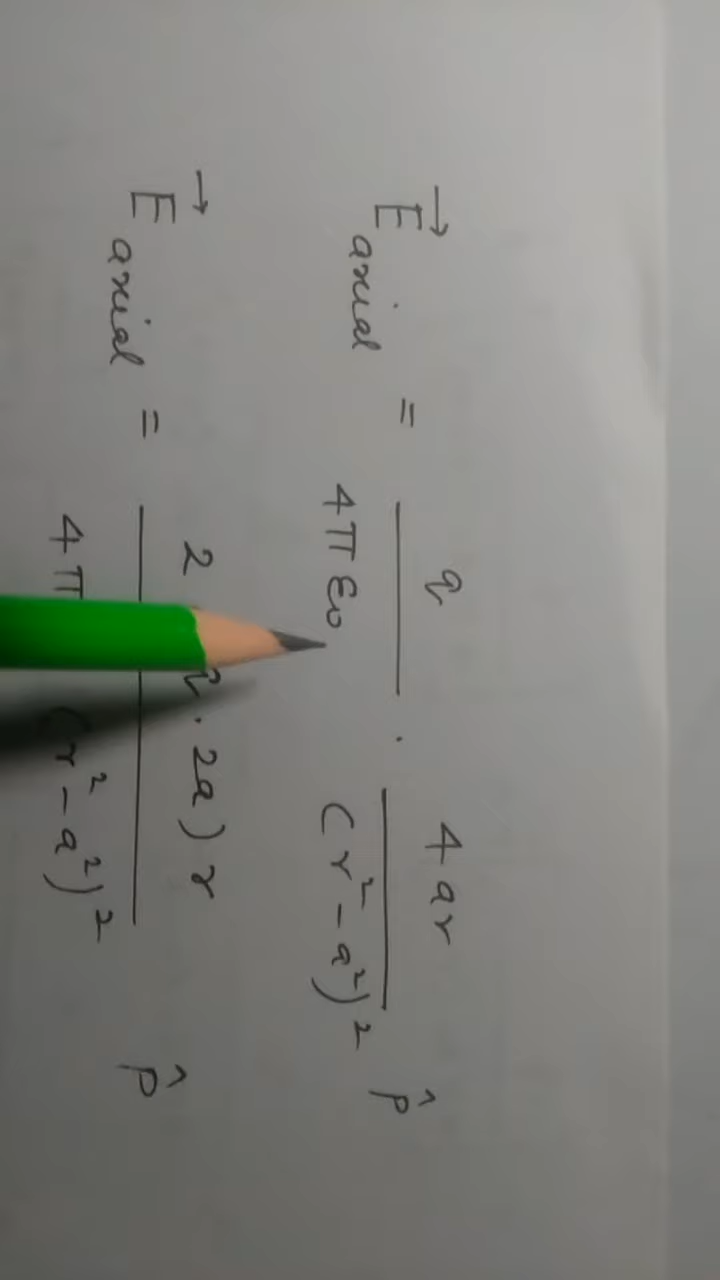 E⃗ axial = q / 4πε₀ · 4ar / (r² − a²)² p̂
E⃗ axial = 2 q · 2a) r / 4π (r² − a²)² p̂